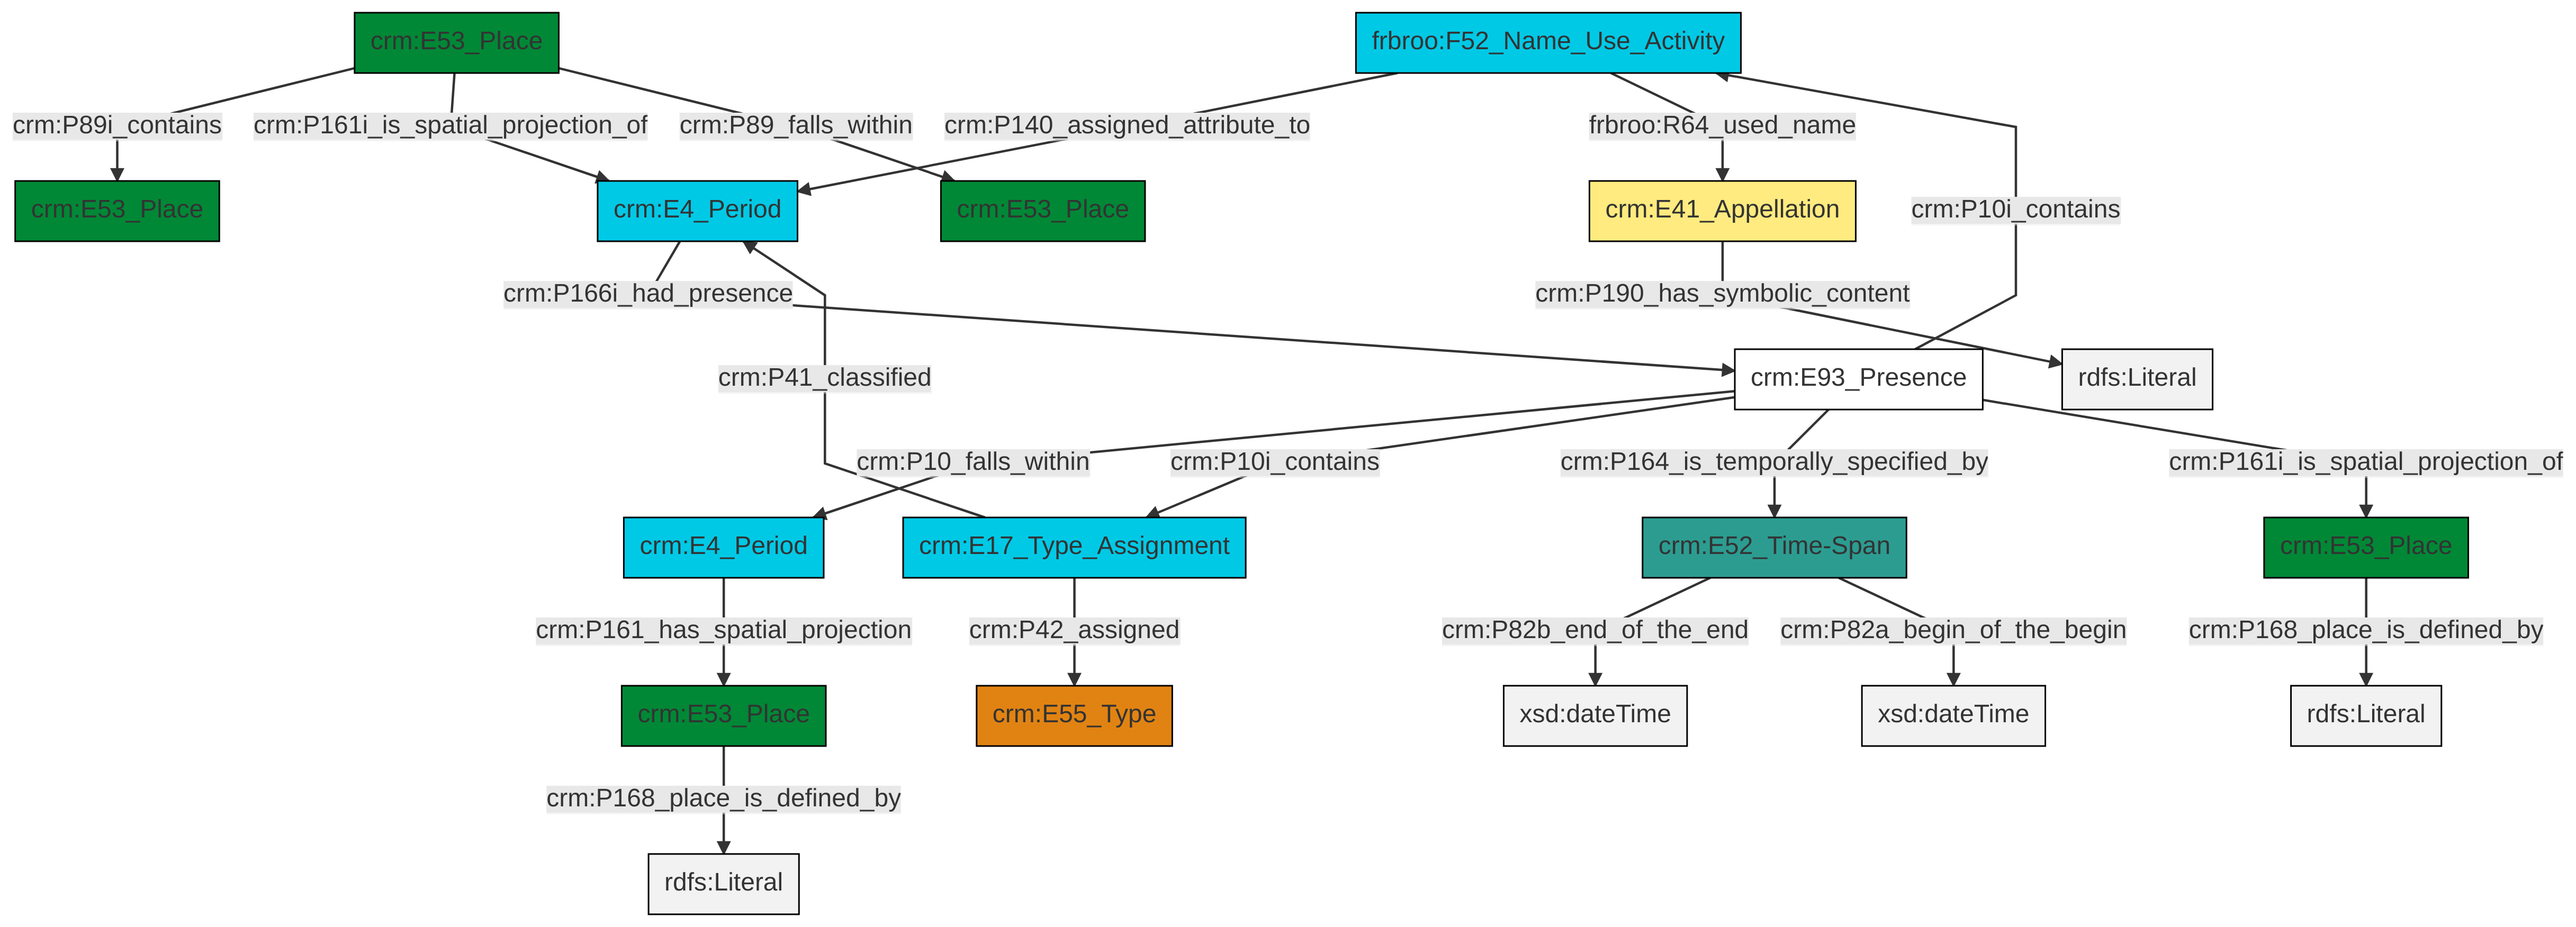 crm:E53_Place
frbroo:F52_Name_Use_Activity
crm:P89i_contains
crm:P161i_is_spatial_projection_of
crm:P89_falls_within
crm:P140_assigned_attribute_to
frbroo:R64_used_name
crm:E53_Place
crm:E4_Period
crm:E53_Place
crm:E41_Appellation
crm:P10i_contains
crm:P166i_had_presence
crm:P190_has_symbolic_content
crm:P41_classified
crm:E93_Presence
rdfs:Literal
crm:P10_falls_within
crm:P10i_contains
crm:P164_is_temporally_specified_by
crm:P161i_is_spatial_projection_of
crm:E4_Period
crm:E17_Type_Assignment
crm:E52_Time-Span
crm:E53_Place
crm:P161_has_spatial_projection
crm:P42_assigned
crm:P82b_end_of_the_end
crm:P82a_begin_of_the_begin
crm:P168_place_is_defined_by
crm:E53_Place
crm:E55_Type
xsd:dateTime
xsd:dateTime
rdfs:Literal
crm:P168_place_is_defined_by
rdfs:Literal